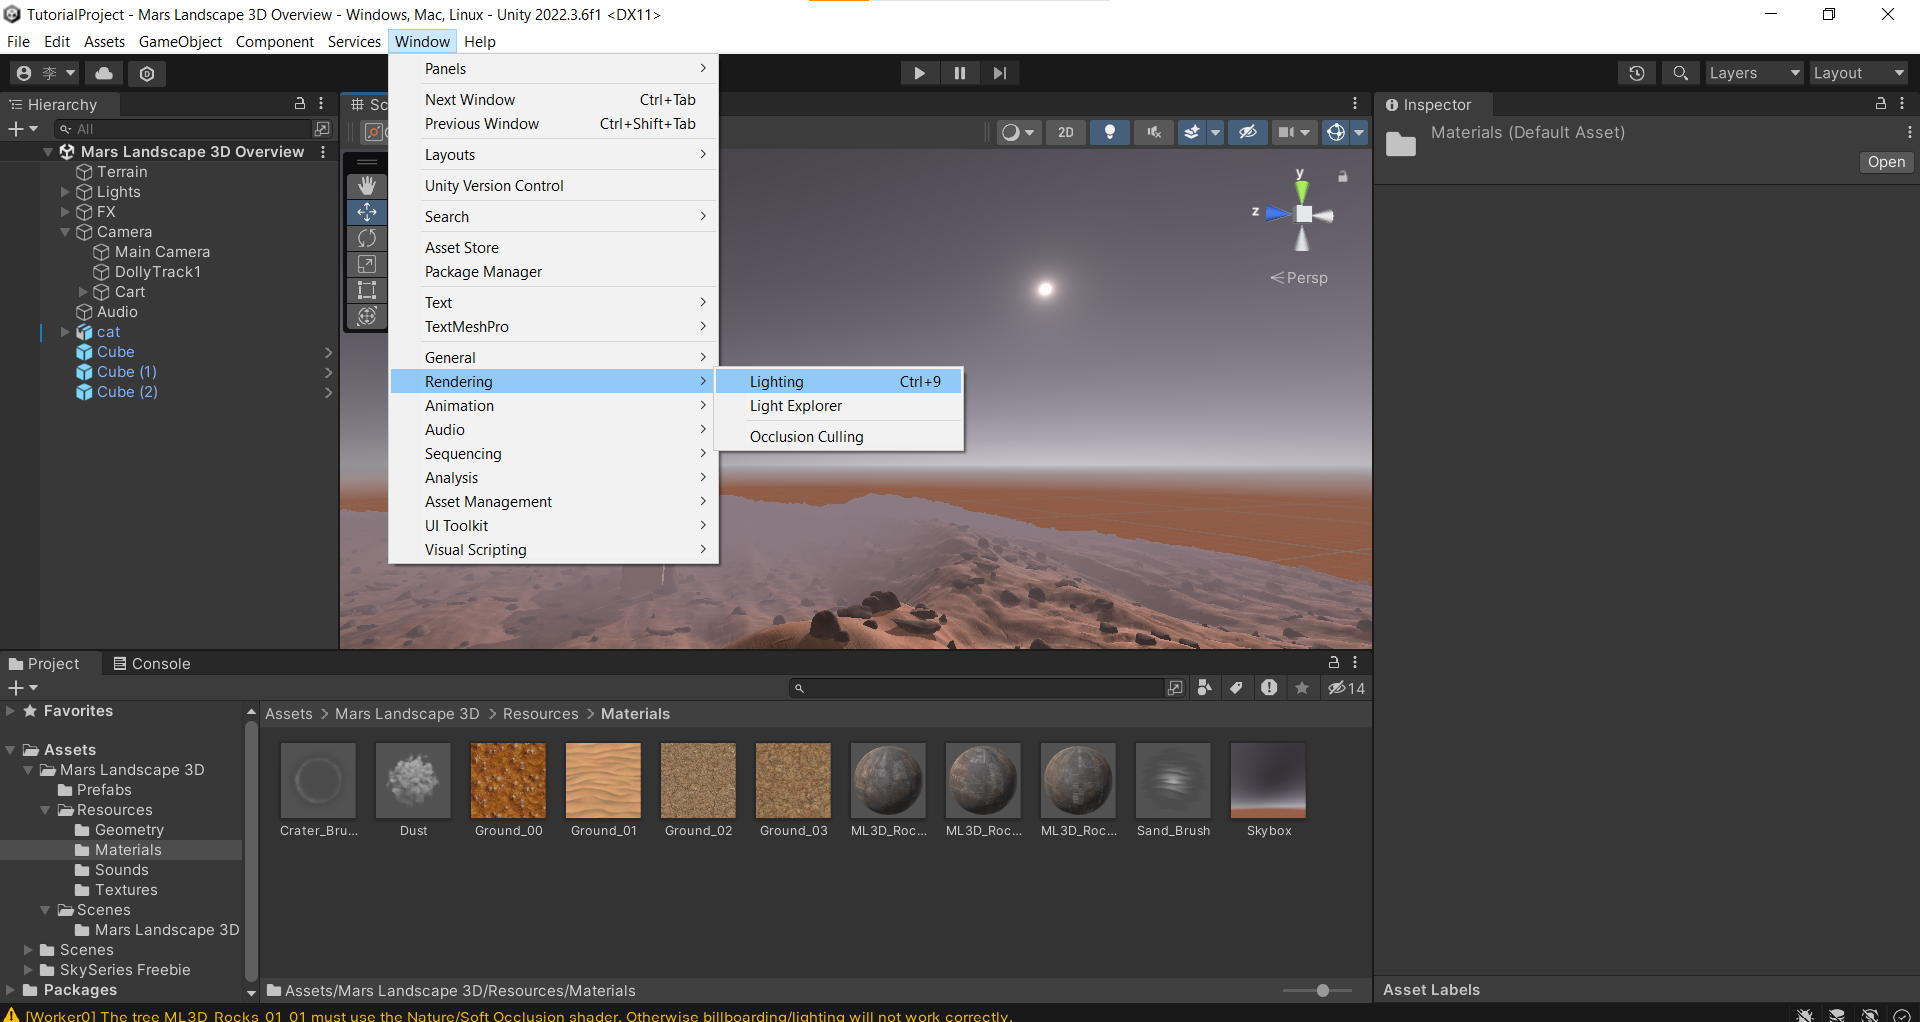 TutorialProject - Mars Landscape 3D Overview - Windows, Mac, Linux - Unity 2022.3.6f1 <DX11>
File Edit Assets GameObject Component Services Window Help
李
Layers
Layout
Hierarchy
All
Mars Landscape 3D Overview
Terrain
Lights
FX
Camera
Main Camera
DollyTrack1
Cart
Audio
cat
Cube
Cube (1)
Cube (2)
Sc
Panels
Next Window Ctrl+Tab
Previous Window Ctrl+Shift+Tab
Layouts
Unity Version Control
Search
Asset Store
Package Manager
Text
TextMeshPro
General
Rendering
Animation
Audio
Sequencing
Analysis
Asset Management
UI Toolkit
Visual Scripting
Lighting Ctrl+9
Light Explorer
Occlusion Culling
2D
y
z
Persp
Inspector
Materials (Default Asset)
Open
Project
Console
14
Favorites
Assets
Mars Landscape 3D
Prefabs
Resources
Geometry
Materials
Sounds
Textures
Scenes
Mars Landscape 3D
Scenes
SkySeries Freebie
Packages
Assets > Mars Landscape 3D > Resources > Materials
Crater_Bru...
Dust
Ground_00
Ground_01
Ground_02
Ground_03
ML3D_Roc...
ML3D_Roc...
ML3D_Roc...
Sand_Brush
Skybox
Assets/Mars Landscape 3D/Resources/Materials
Asset Labels
[Worker0] The tree ML3D_Rocks_01_01 must use the Nature/Soft Occlusion shader. Otherwise billboarding/lighting will not work correctly.